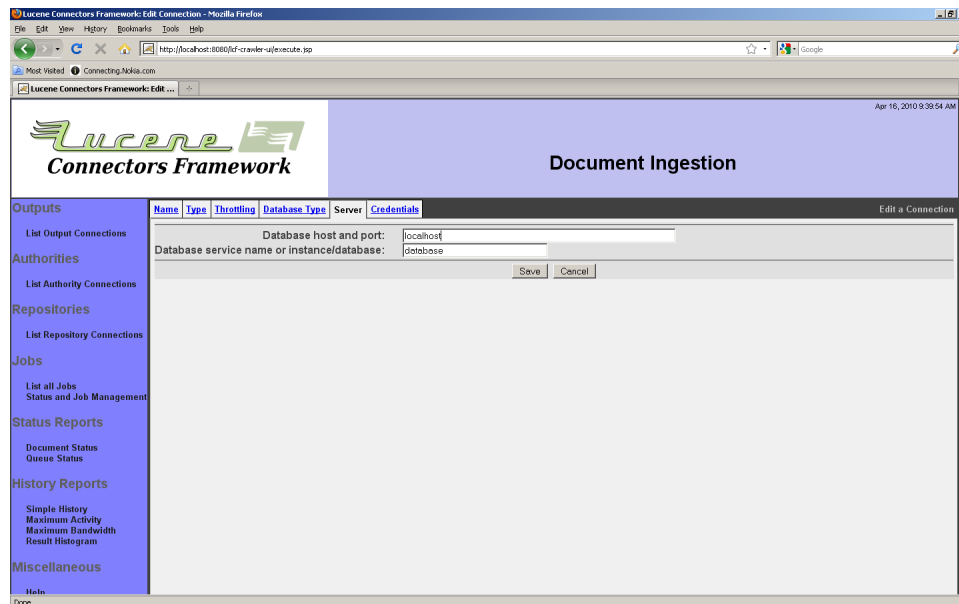 Lucene Connectors Framework: Edit Connection - Mozilla Firefox
File Edit View History Bookmarks Tools Help
http://localhost:8080/lcf-crawler-ui/execute.jsp
Google
Most Visited Connecting.Nokia.com
Lucene Connectors Framework: Edit ...
Apr 16, 2010 9:39:54 AM
Lucene
Connectors Framework
Document Ingestion
Outputs
Name Type Throttling Database Type Server Credentials
Edit a Connection
List Output Connections
Database host and port: localhost
Database service name or instance/database: database
Save Cancel
Authorities
List Authority Connections
Repositories
List Repository Connections
Jobs
List all Jobs
Status and Job Management
Status Reports
Document Status
Queue Status
History Reports
Simple History
Maximum Activity
Maximum Bandwidth
Result Histogram
Miscellaneous
Help
Done